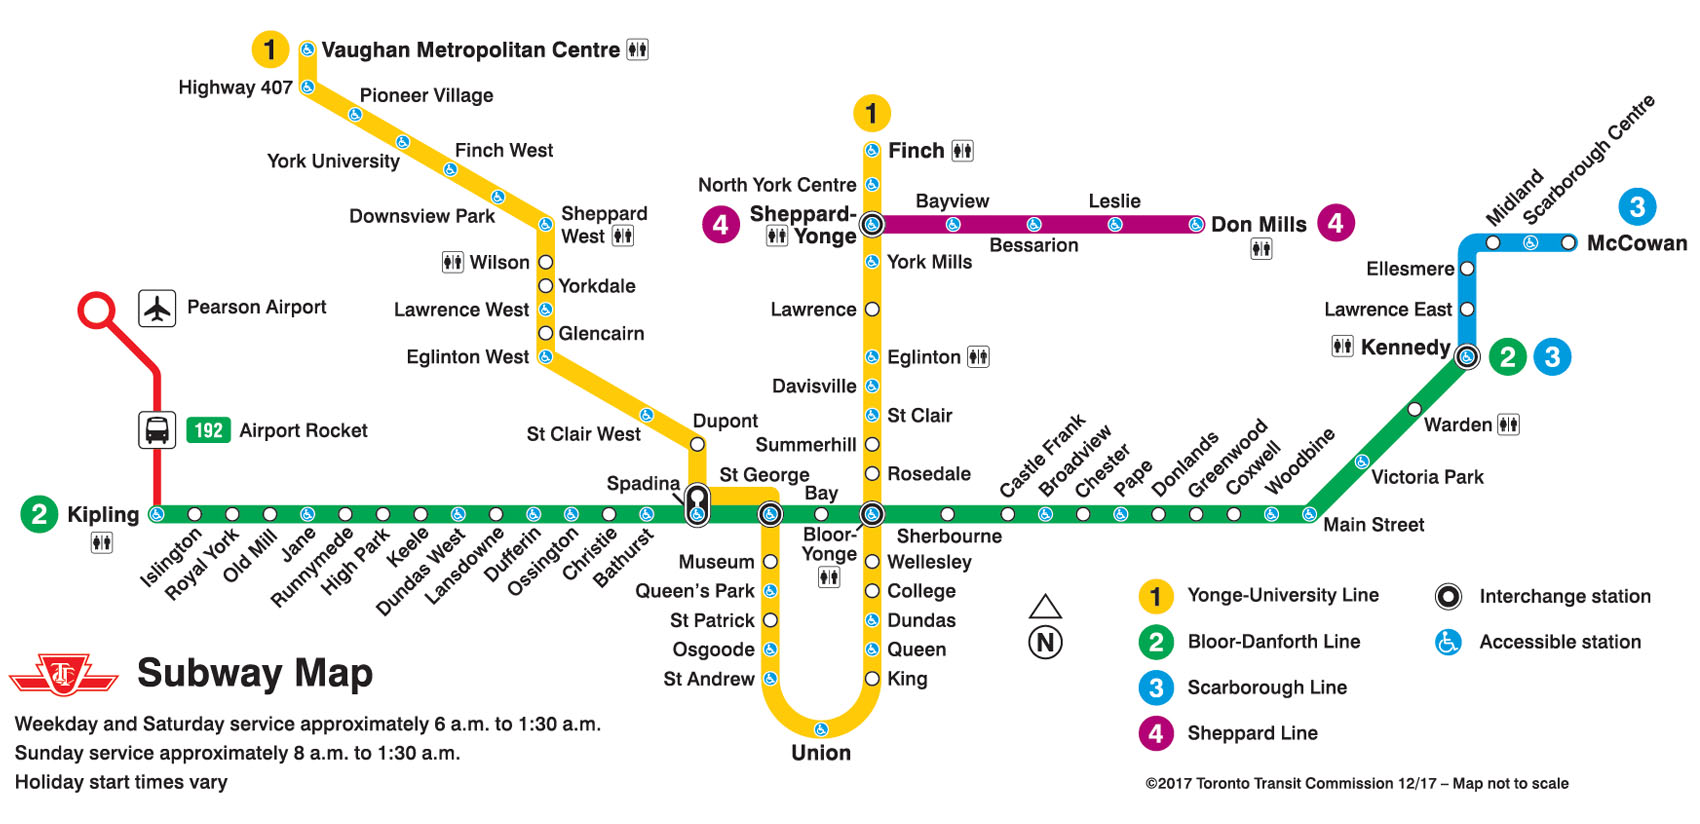 1
Vaughan Metropolitan Centre
Highway 407
Pioneer Village
York University
Finch West
Downsview Park
Sheppard
West
Wilson
Yorkdale
Lawrence West
Glencairn
Eglinton West
St Clair West
Dupont
Spadina
St George
Museum
Queen's Park
St Patrick
Osgoode
St Andrew
Union
1
Finch
North York Centre
4
Sheppard-
Yonge
Bayview
Bessarion
Leslie
Don Mills
4
York Mills
Lawrence
Eglinton
Davisville
St Clair
Summerhill
Rosedale
Bay
Bloor-
Yonge
Wellesley
College
Dundas
Queen
King
Pearson Airport
192
Airport Rocket
2
Kipling
Islington
Royal York
Old Mill
Jane
Runnymede
High Park
Keele
Dundas West
Lansdowne
Dufferin
Ossington
Christie
Bathurst
Sherbourne
Castle Frank
Broadview
Chester
Pape
Donlands
Greenwood
Coxwell
Woodbine
Main Street
Victoria Park
Warden
Kennedy
2
3
Lawrence East
Ellesmere
Midland
Scarborough Centre
3
McCowan
N
1
Yonge-University Line
2
Bloor-Danforth Line
3
Scarborough Line
4
Sheppard Line
Interchange station
Accessible station
TTC
Subway Map
Weekday and Saturday service approximately 6 a.m. to 1:30 a.m.
Sunday service approximately 8 a.m. to 1:30 a.m.
Holiday start times vary
©2017 Toronto Transit Commission 12/17 – Map not to scale